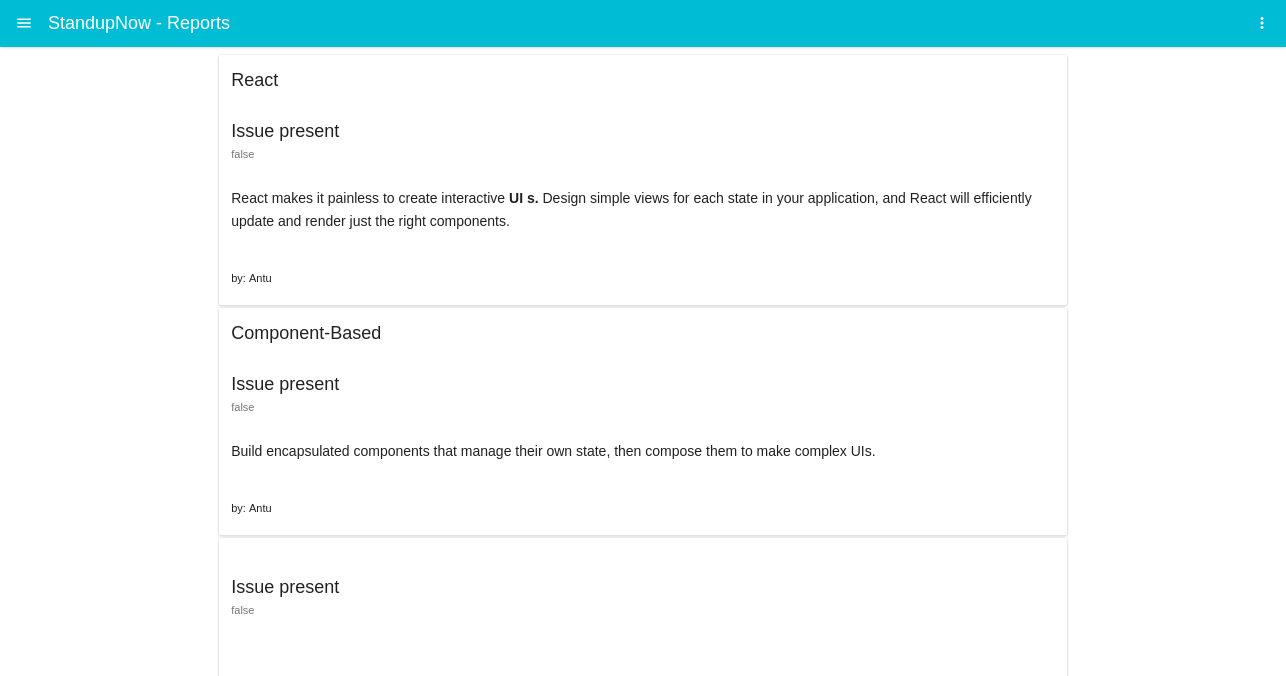 StandupNow - Reports
React
Issue present
false
React makes it painless to create interactive UI s. Design simple views for each state in your application, and React will efficiently
update and render just the right components.
by: Antu
Component-Based
Issue present
false
Build encapsulated components that manage their own state, then compose them to make complex UIs.
by: Antu
Issue present
false